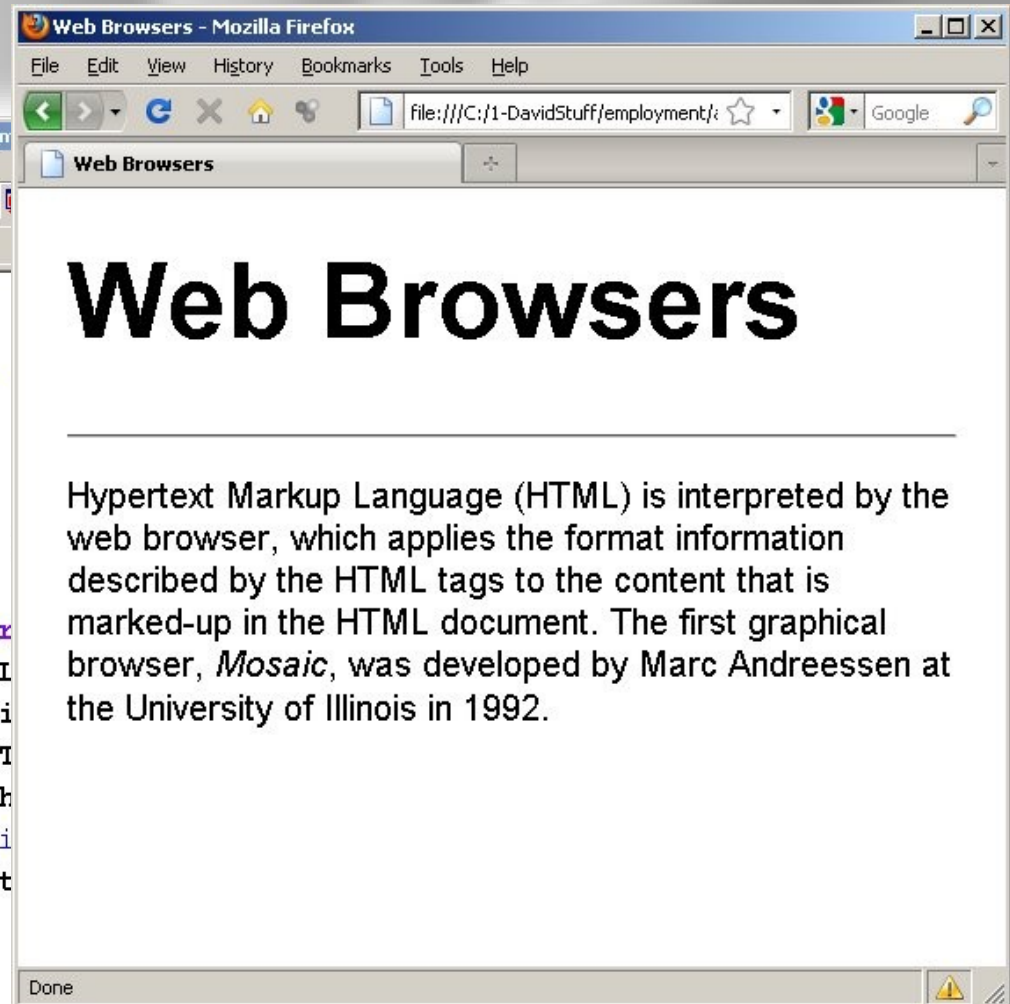 Web Browsers - Mozilla Firefox
File Edit View History Bookmarks Tools Help
file:///C:/1-DavidStuff/employment/a Google
Web Browsers
Web Browsers
Hypertext Markup Language (HTML) is interpreted by the
web browser, which applies the format information
described by the HTML tags to the content that is
marked-up in the HTML document. The first graphical
browser, Mosaic, was developed by Marc Andreessen at
the University of Illinois in 1992.
Done